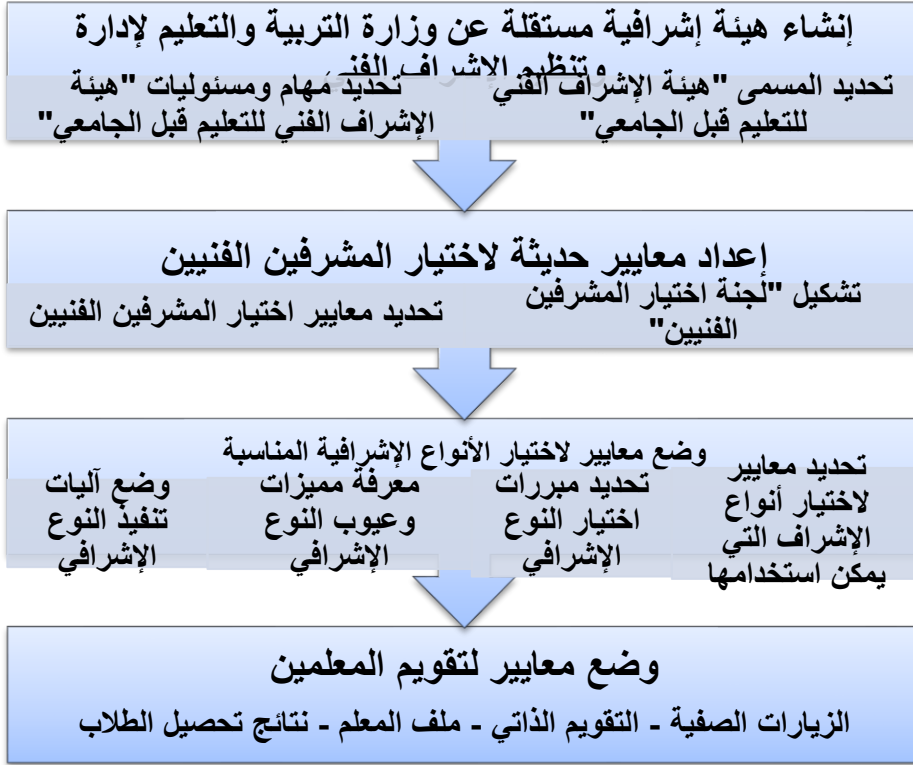 إنشاء هيئة إشرافية مستقلة عن وزارة التربية والتعليم لإدارة
وتنظيم الإشراف الفني
تحديد المسمى "هيئة الإشراف الفني
للتعليم قبل الجامعي"
تحديد مهام ومسئوليات "هيئة
الإشراف الفني للتعليم قبل الجامعي"
إعداد معايير حديثة لاختيار المشرفين الفنيين
تشكيل "لجنة اختيار المشرفين
الفنيين"
تحديد معايير اختيار المشرفين الفنيين
وضع معايير لاختيار الأنواع الإشرافية المناسبة
تحديد معايير
لاختيار أنواع
الإشراف التي
يمكن استخدامها
تحديد مبررات
اختيار النوع
الإشرافي
معرفة مميزات
وعيوب النوع
الإشرافي
وضع آليات
تنفيذ النوع
الإشرافي
وضع معايير لتقويم المعلمين
الزيارات الصفية - التقويم الذاتي - ملف المعلم - نتائج تحصيل الطلاب